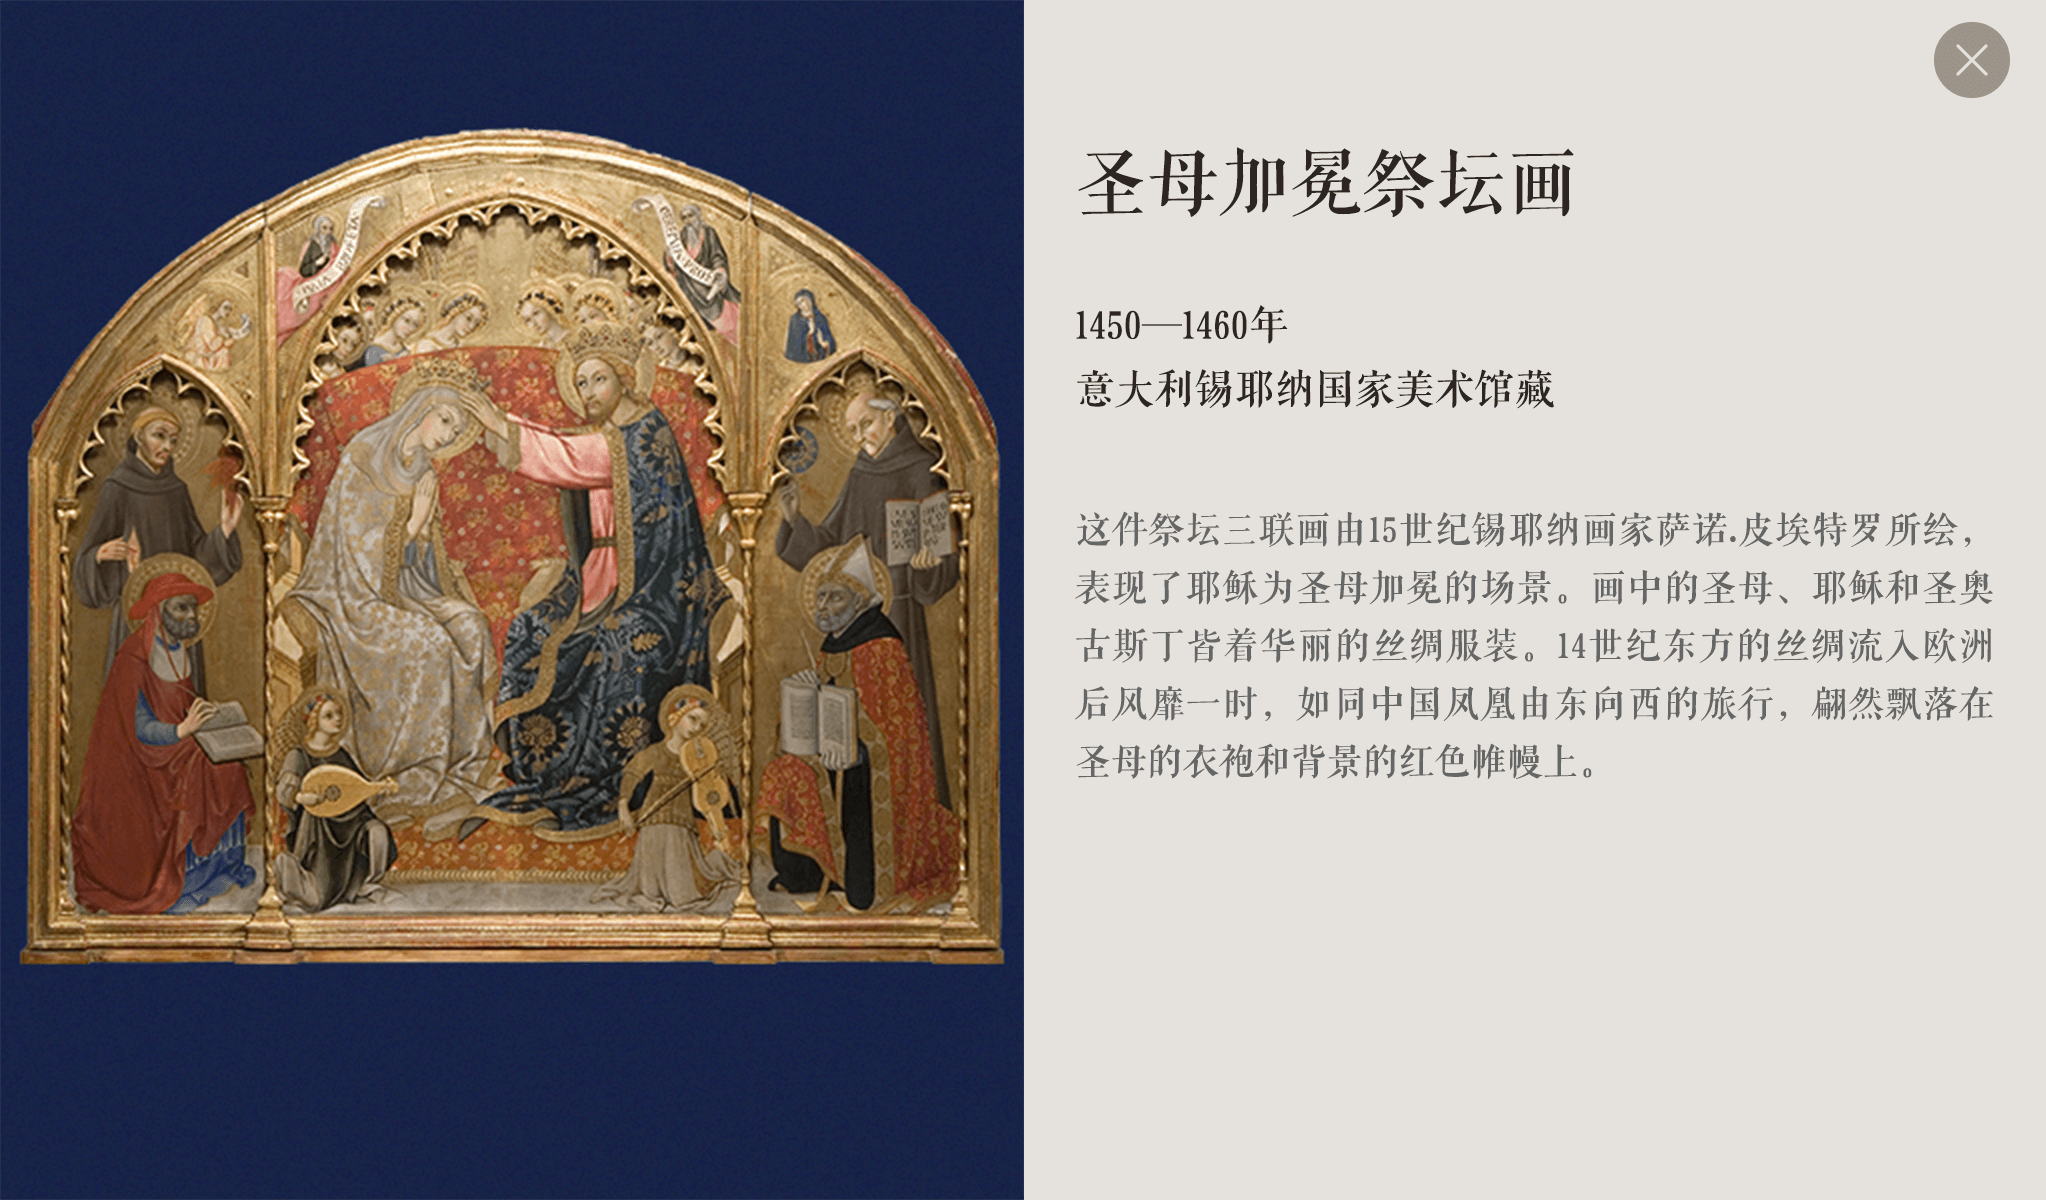 圣母加冕祭坛画
1450—1460年
意大利锡耶纳国家美术馆藏
这件祭坛三联画由15世纪锡耶纳画家萨诺.皮埃特罗所绘，
表现了耶稣为圣母加冕的场景。画中的圣母、耶稣和圣奥
古斯丁皆着华丽的丝绸服装。14世纪东方的丝绸流入欧洲
后风靡一时，如同中国凤凰由东向西的旅行，翩然飘落在
圣母的衣袍和背景的红色帷幔上。